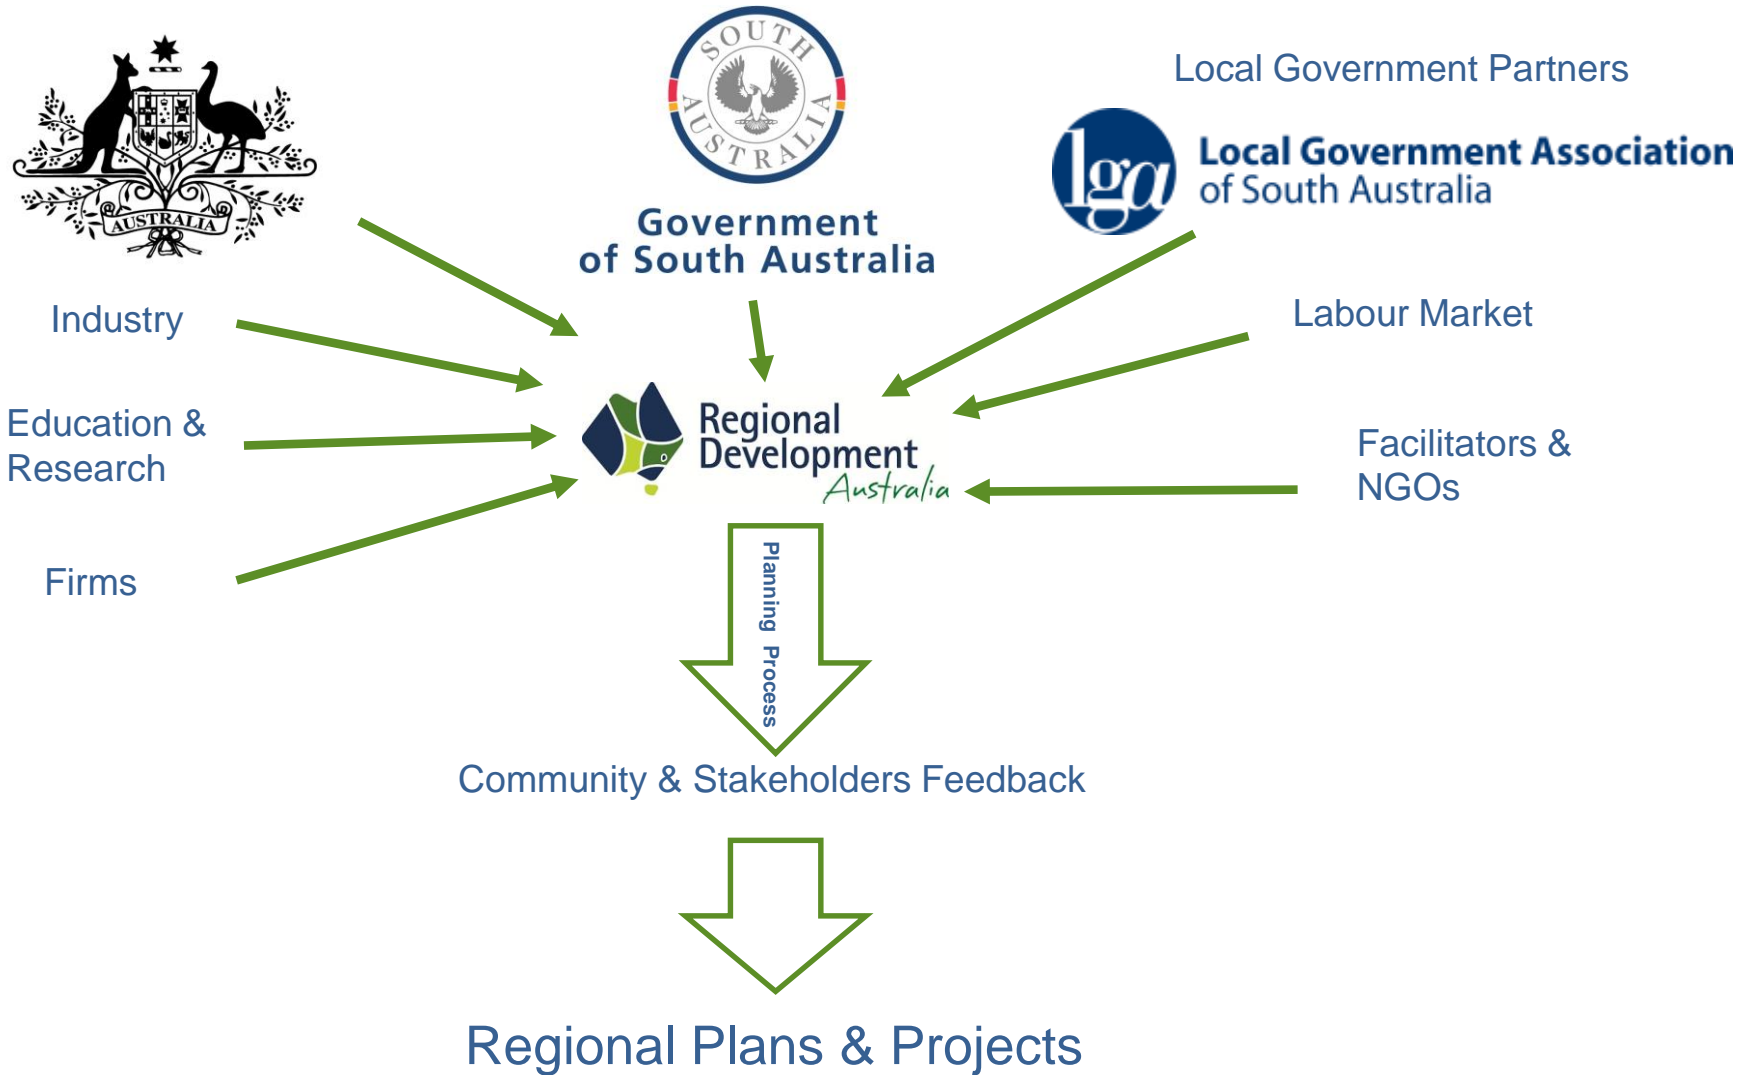 AUSTRALIA
SOUTH
AUSTRALIA
Government
of South Australia
Local Government Partners
lga
Local Government Association
of South Australia
Industry
Labour Market
Education &
Research
Regional
Development
Australia
Facilitators &
NGOs
Firms
Planning Process
Community & Stakeholders Feedback
Regional Plans & Projects